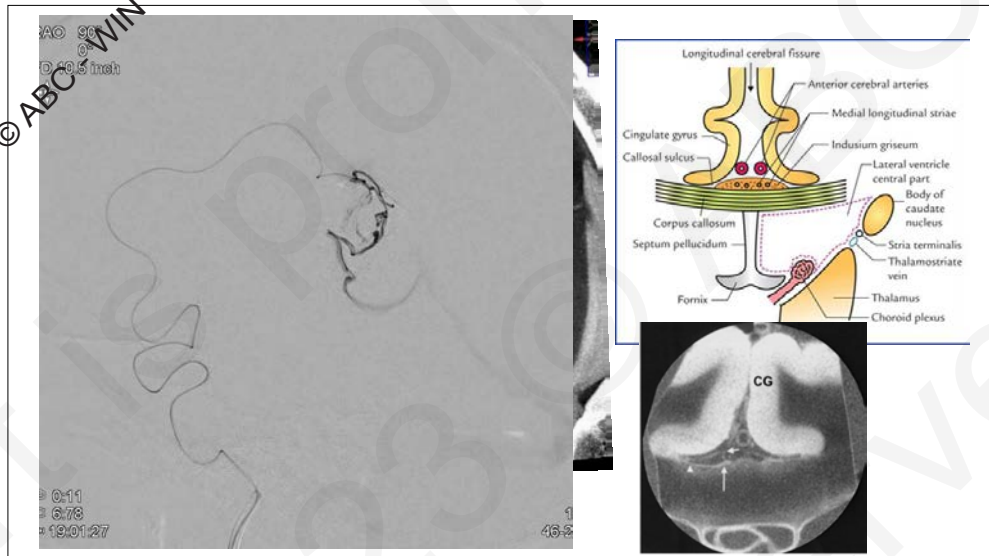 RAO 90°
0°
FD 10.5 inch
© ABC-WIN
0:11
6:78
19:01:27
46-2
Longitudinal cerebral fissure
Anterior cerebral arteries
Medial longitudinal striae
Cingulate gyrus
Indusium griseum
Callosal sulcus
Lateral ventricle
central part
Body of
caudate
nucleus
Corpus callosum
Septum pellucidum
Stria terminalis
Thalamostriate
vein
Fornix
Thalamus
Choroid plexus
CG